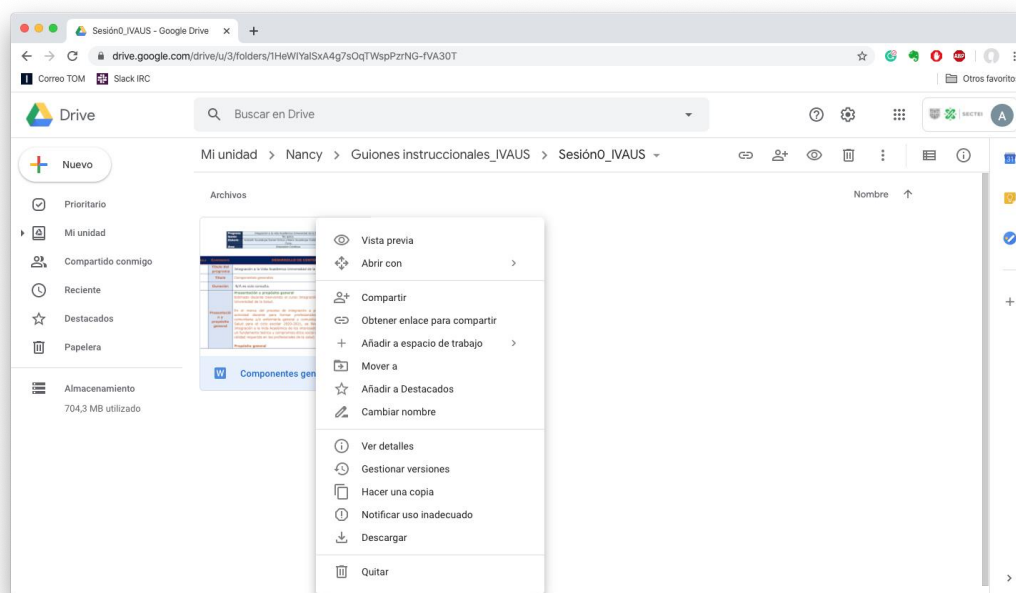 Sesión0_IVAUS - Google Drive
drive.google.com/drive/u/3/folders/1HeWIYaISxA4g7sOqTWspPzrNG-fVA30T
Correo TOM Slack IRC Otros favorito
Drive
Buscar en Drive
SECTEI
A
Nuevo
Mi unidad > Nancy > Guiones instruccionales_IVAUS > Sesión0_IVAUS
Archivos
Nombre
Prioritario
Mi unidad
Compartido conmigo
Reciente
Destacados
Papelera
Almacenamiento
704,3 MB utilizado
W Componentes gen
Vista previa
Abrir con
Compartir
Obtener enlace para compartir
Añadir a espacio de trabajo
Mover a
Añadir a Destacados
Cambiar nombre
Ver detalles
Gestionar versiones
Hacer una copia
Notificar uso inadecuado
Descargar
Quitar